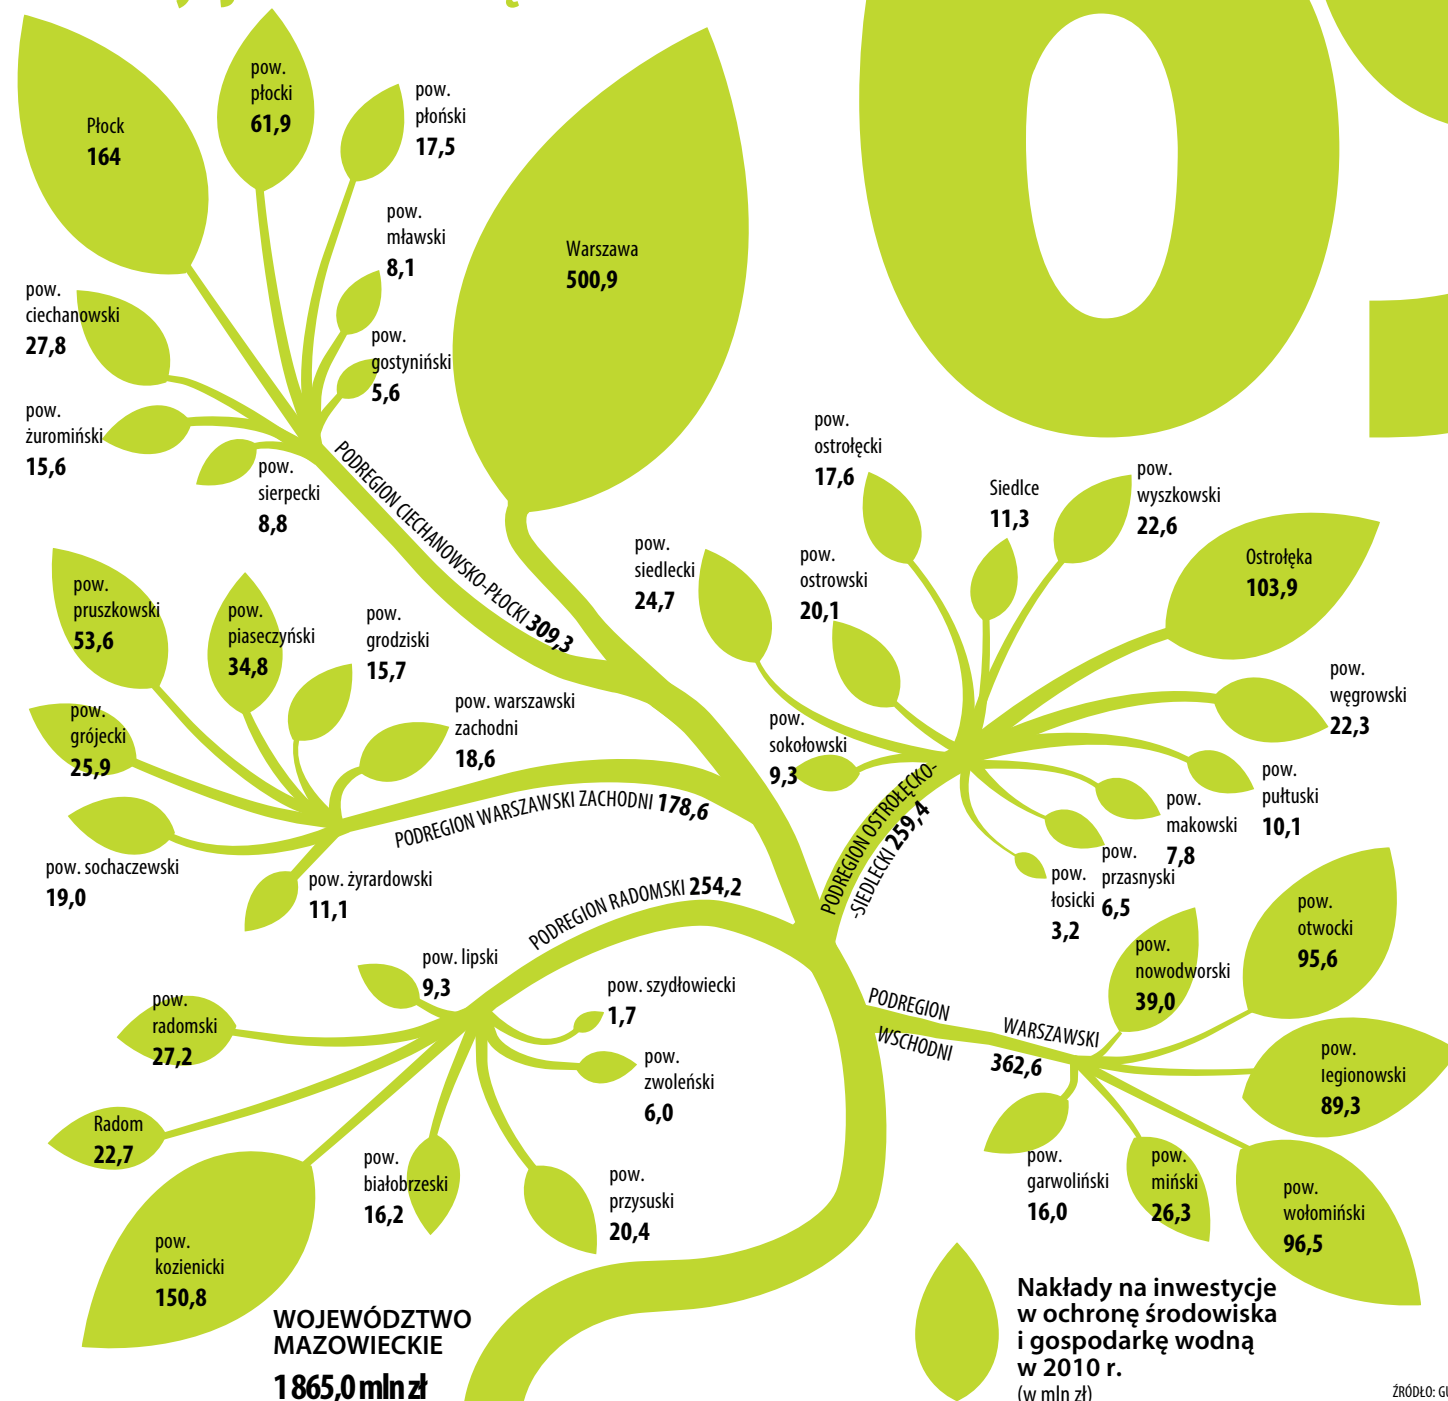 Płock
164
pow.
płocki
61,9
pow.
płoński
17,5
pow.
mławski
8,1
pow.
gostyniński
5,6
pow.
ciechanowski
27,8
pow.
żuromiński
15,6
pow.
sierpecki
8,8
PODREGION CIECHANOWSKO-PŁOCKI 309,3
Warszawa
500,9
pow.
pruszkowski
53,6
pow.
piaseczyński
34,8
pow.
grodziski
15,7
pow. warszawski
zachodni
18,6
pow.
grójecki
25,9
pow. sochaczewski
19,0
pow. żyrardowski
11,1
PODREGION WARSZAWSKI ZACHODNI 178,6
pow.
siedlecki
24,7
pow.
ostrowski
20,1
pow.
ostrołęcki
17,6
Siedlce
11,3
pow.
wyszkowski
22,6
Ostrołęka
103,9
pow.
węgrowski
22,3
pow.
pułtuski
10,1
pow.
makowski
7,8
pow.
przasnyski
6,5
pow.
łosicki
3,2
pow.
sokołowski
9,3
PODREGION OSTROŁĘCKO-
-SIEDLECKI 259,4
PODREGION RADOMSKI 254,2
pow. lipski
9,3
pow. szydłowiecki
1,7
pow.
zwoleński
6,0
pow.
przysuski
20,4
pow.
białobrzeski
16,2
pow.
radomski
27,2
Radom
22,7
pow.
kozienicki
150,8
PODREGION WARSZAWSKI
WSCHODNI 362,6
pow.
nowodworski
39,0
pow.
otwocki
95,6
pow.
legionowski
89,3
pow.
wołomiński
96,5
pow.
miński
26,3
pow.
garwoliński
16,0
WOJEWÓDZTWO
MAZOWIECKIE
1865,0 mln zł
Nakłady na inwestycje
w ochronę środowiska
i gospodarkę wodną
w 2010 r.
(w mln zł)
ŹRÓDŁO: